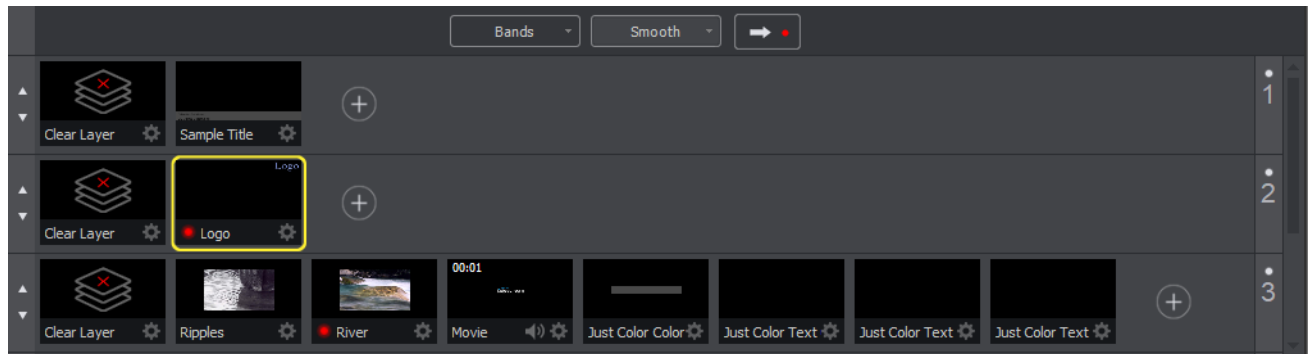 Bands Smooth
1
Clear Layer Sample Title
Logo
2
Clear Layer Logo
00:01
3
Clear Layer Ripples River Movie Just Color Color Just Color Text Just Color Text Just Color Text